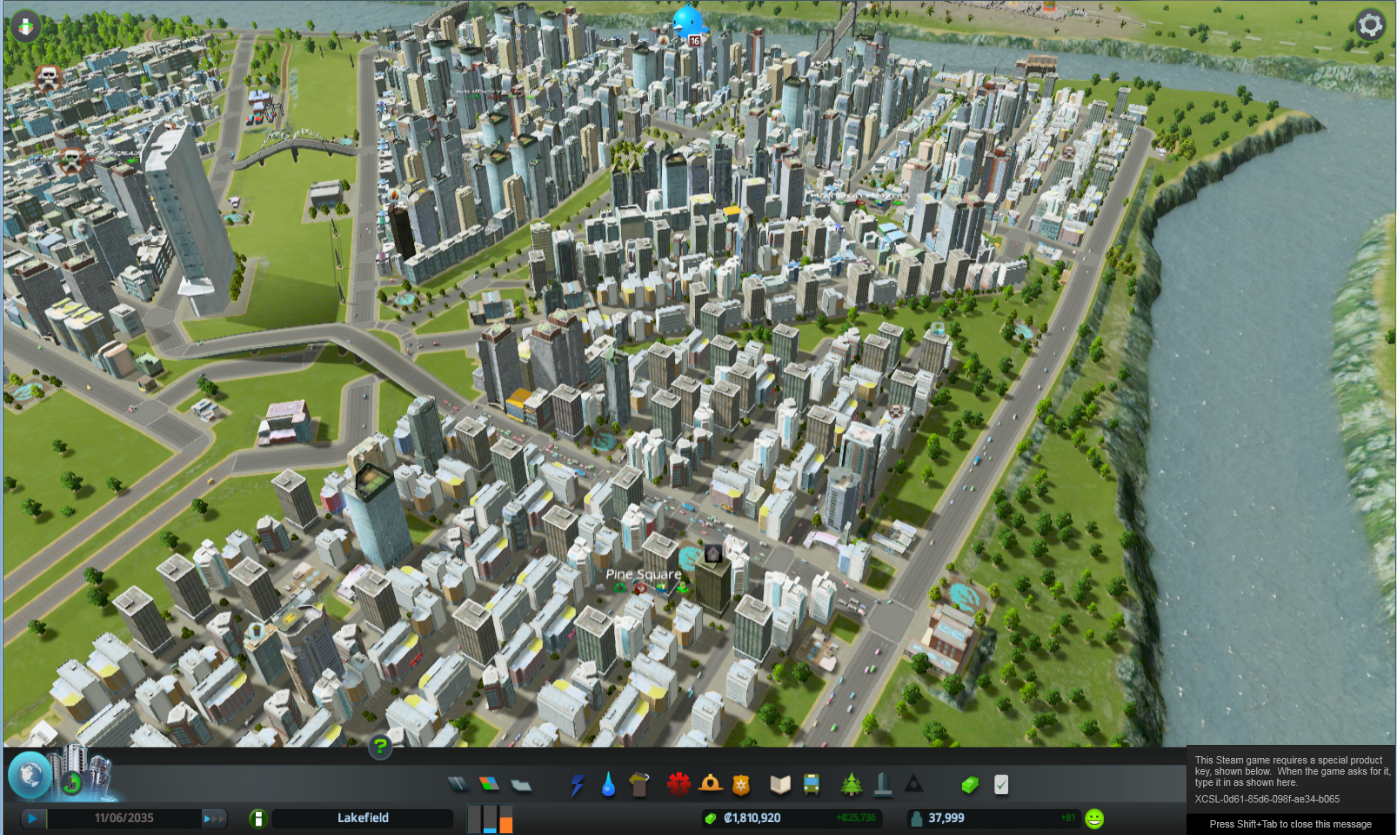 16
Pine Square
?
This Steam game requires a special product
key, shown below. When the game asks for it,
type it in as shown here.
XCSL-0d61-85d6-098f-ae34-b065
Press Shift+Tab to close this message
11/06/2035
Lakefield
₡1,810,920
+₡25,736
37,999
+81